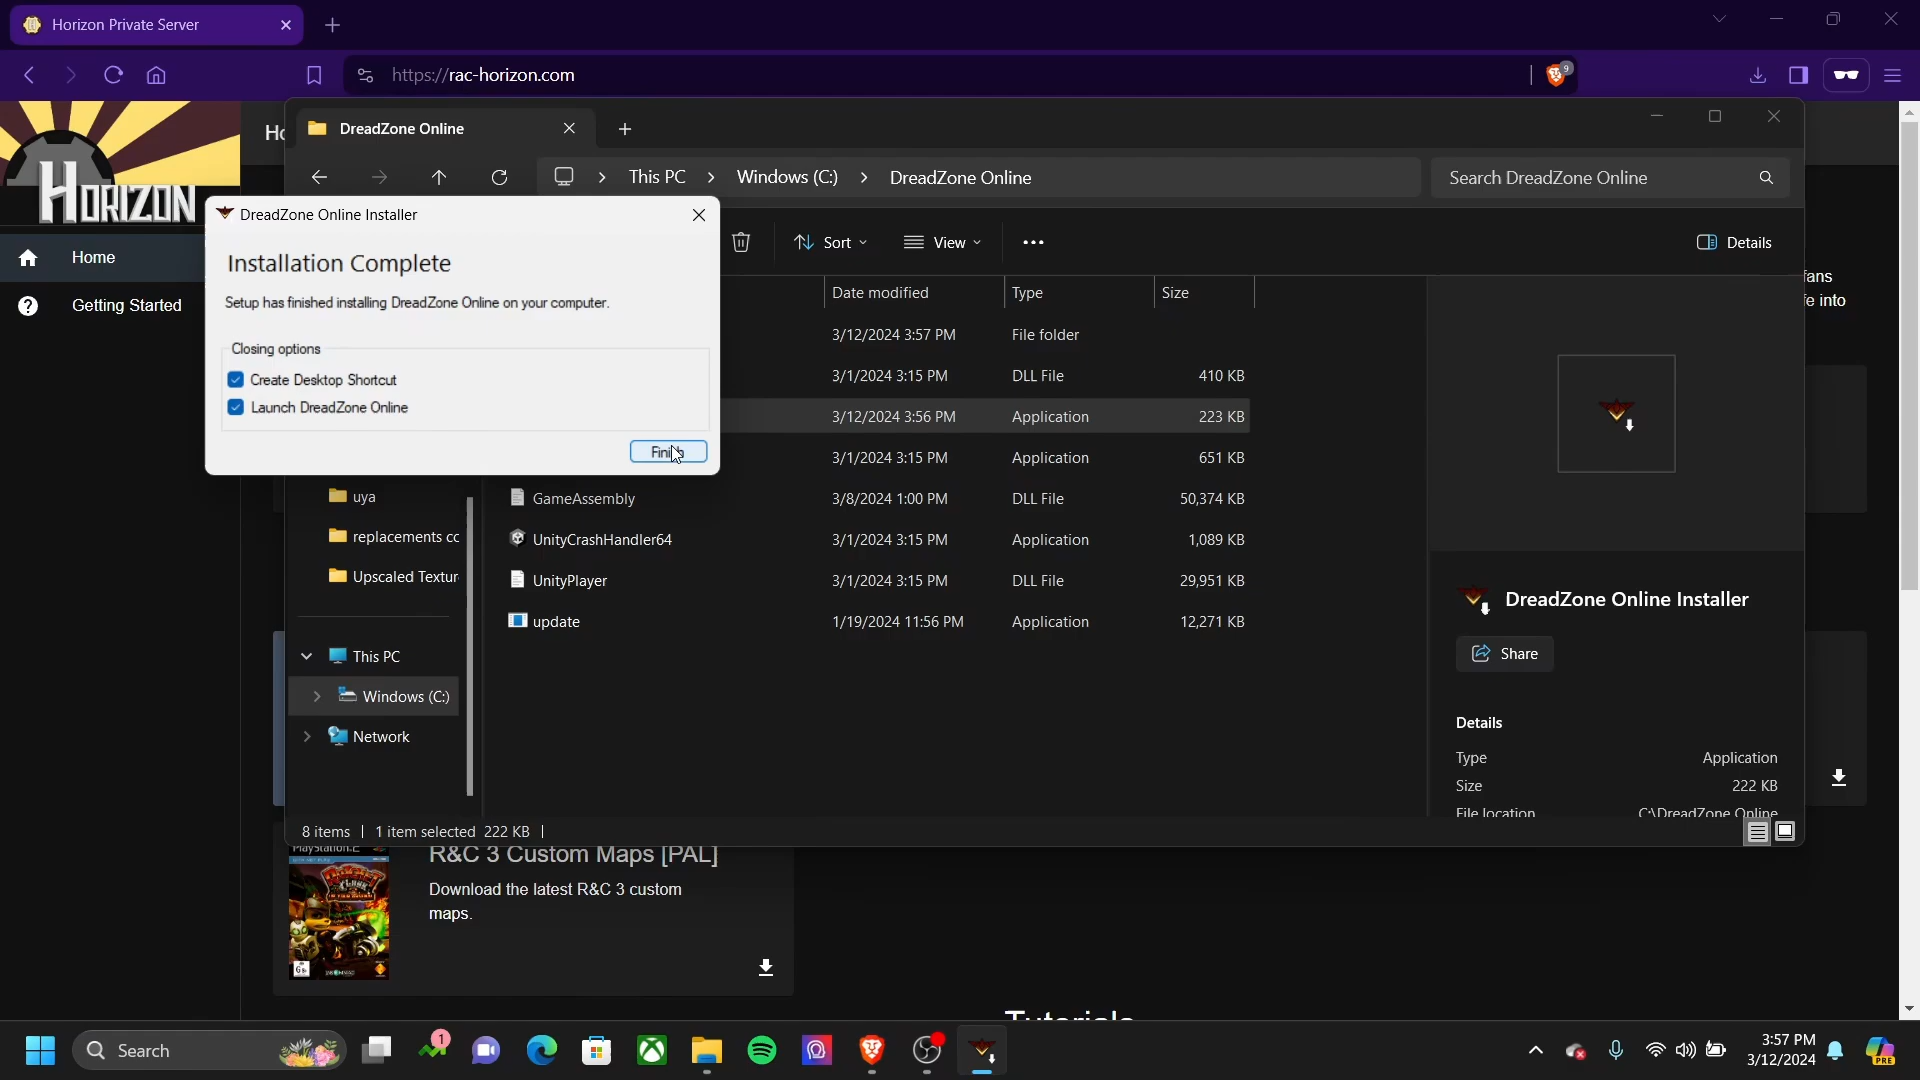 Horizon Private Server
https://rac-horizon.com
9
HORIZON
Home
Getting Started
DreadZone Online
This PC
Windows (C:)
DreadZone Online
Search DreadZone Online
Sort
View
Details
DreadZone Online Installer
Installation Complete
Setup has finished installing DreadZone Online on your computer.
Closing options
Create Desktop Shortcut
Launch DreadZone Online
Date modified Type Size
3/12/2024 3:57 PM File folder
3/1/2024 3:15 PM DLL File 410 KB
3/12/2024 3:56 PM Application 223 KB
3/1/2024 3:15 PM Application 651 KB
GameAssembly 3/8/2024 1:00 PM DLL File 50,374 KB
UnityCrashHandler64 3/1/2024 3:15 PM Application 1,089 KB
UnityPlayer 3/1/2024 3:15 PM DLL File 29,951 KB
update 1/19/2024 11:56 PM Application 12,271 KB
uya
replacements cc
Upscaled Textur
This PC
Windows (C:)
Network
DreadZone Online Installer
Share
Details
Type Application
Size 222 KB
File location C:\DreadZone Online
8 items 1 item selected 222 KB
fans
e into
PlayStation.2
R&C 3 Custom Maps [PAL]
Download the latest R&C 3 custom
maps.
Tutorials
Search
1
3:57 PM
3/12/2024
PRE